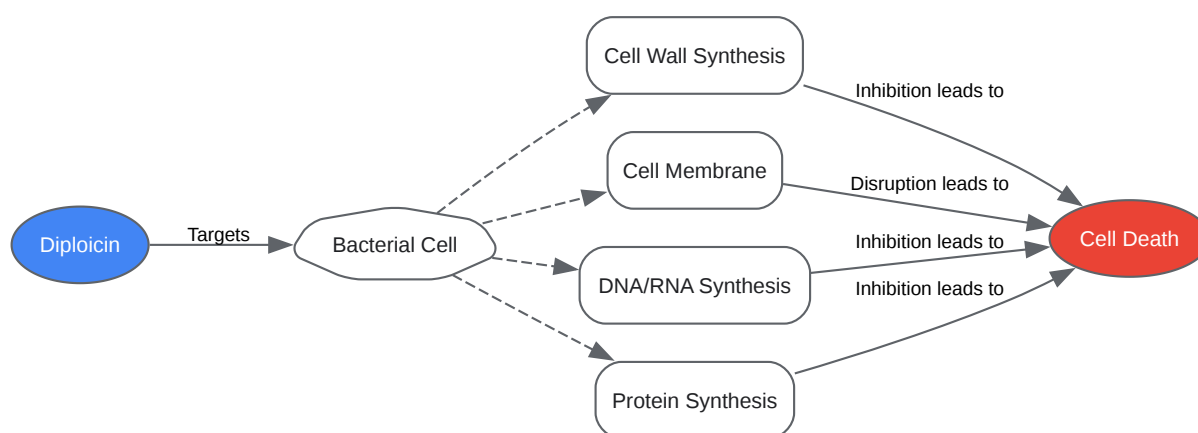 Cell Wall Synthesis
Inhibition leads to
Cell Membrane
Disruption leads to
Diploicin
Targets
Bacterial Cell
Inhibition leads to
Cell Death
DNA/RNA Synthesis
Inhibition leads to
Protein Synthesis